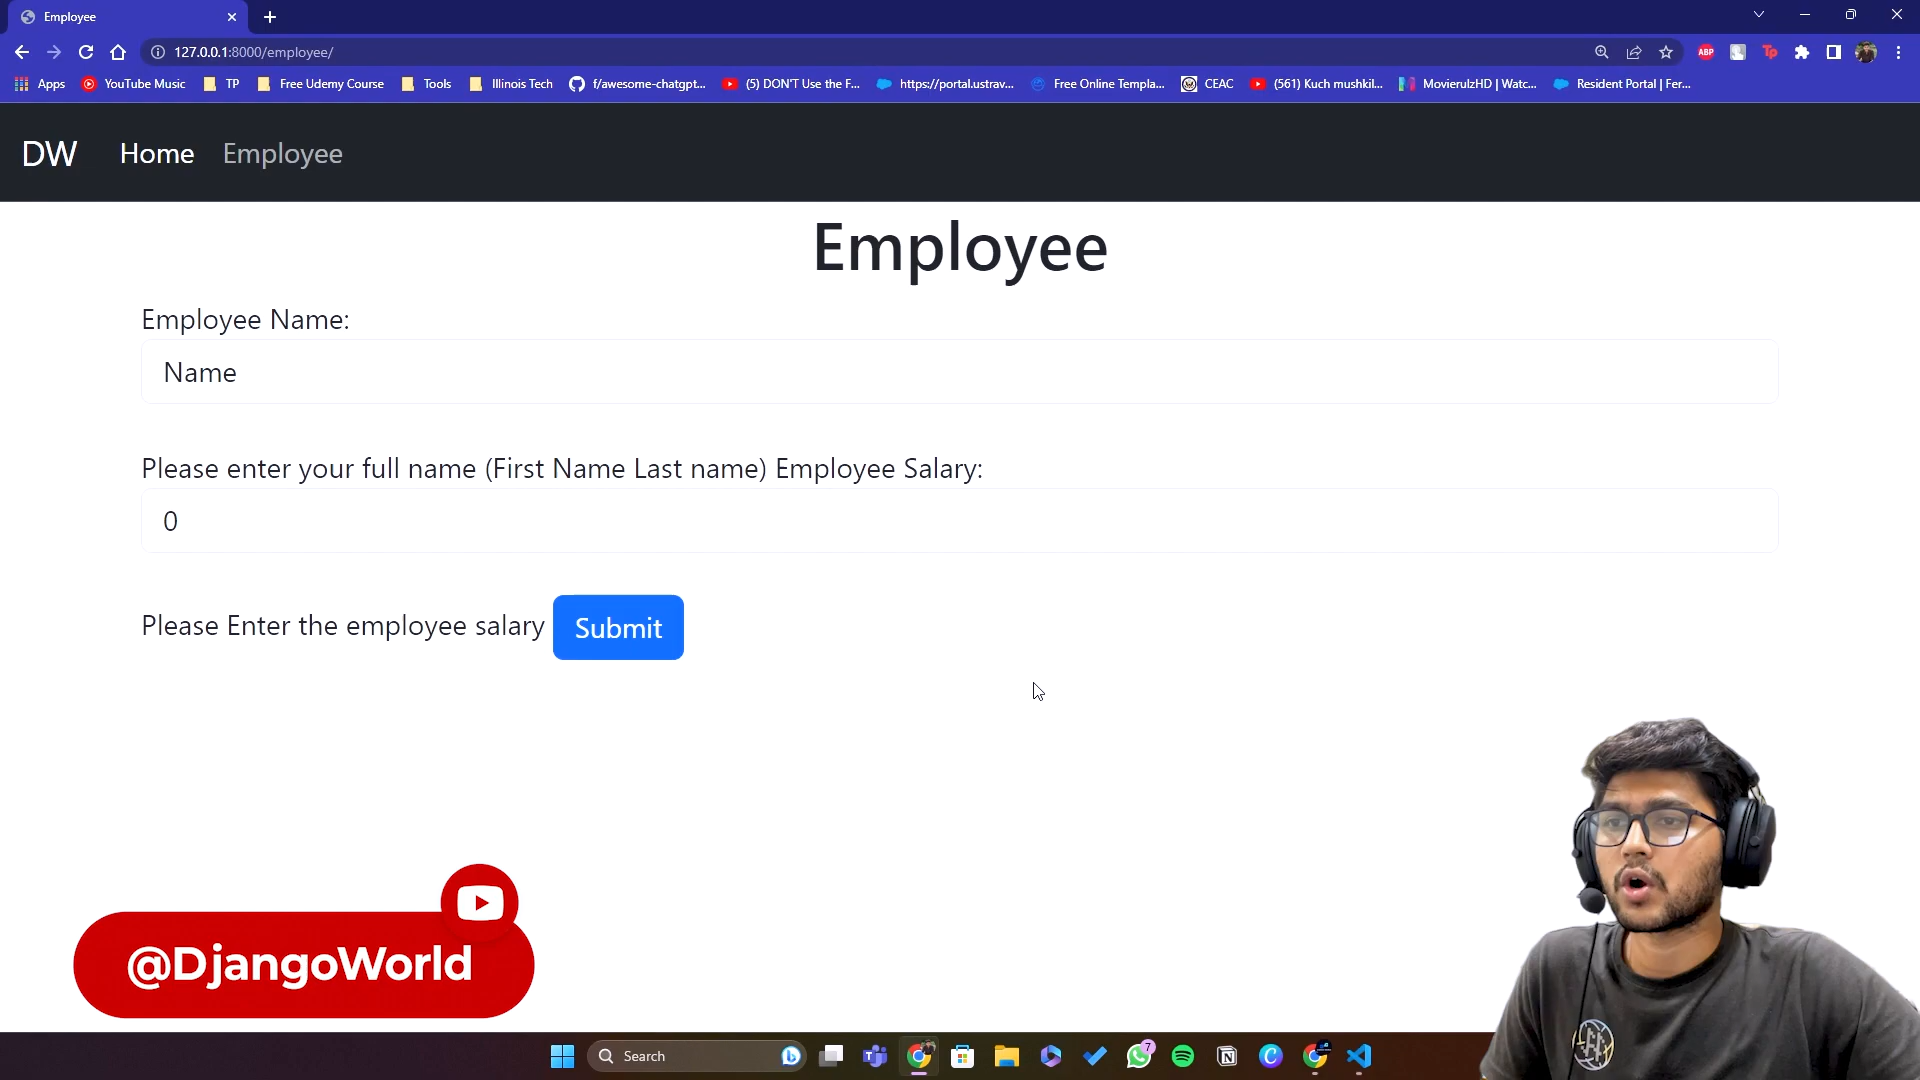 Employee
127.0.0.1:8000/employee/
ABP
Tp
Apps
YouTube Music
TP
Free Udemy Course
Tools
Illinois Tech
f/awesome-chatgpt...
(5) DON'T Use the F...
https://portal.ustrav...
Free Online Templa...
CEAC
(561) Kuch mushkil...
MovierulzHD | Watc...
Resident Portal | Fer...
DW
Home
Employee
Employee
Employee Name:
Name
Please enter your full name (First Name Last name) Employee Salary:
0
Please Enter the employee salary
Submit
@DjangoWorld
Search
7